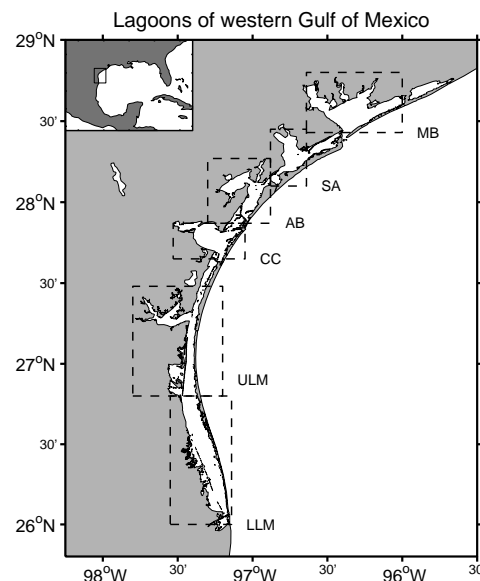 Lagoons of western Gulf of Mexico
29°N
30'
28°N
30'
27°N
30'
26°N
MB
SA
AB
CC
ULM
LLM
98°W 30' 97°W 30' 96°W 30'